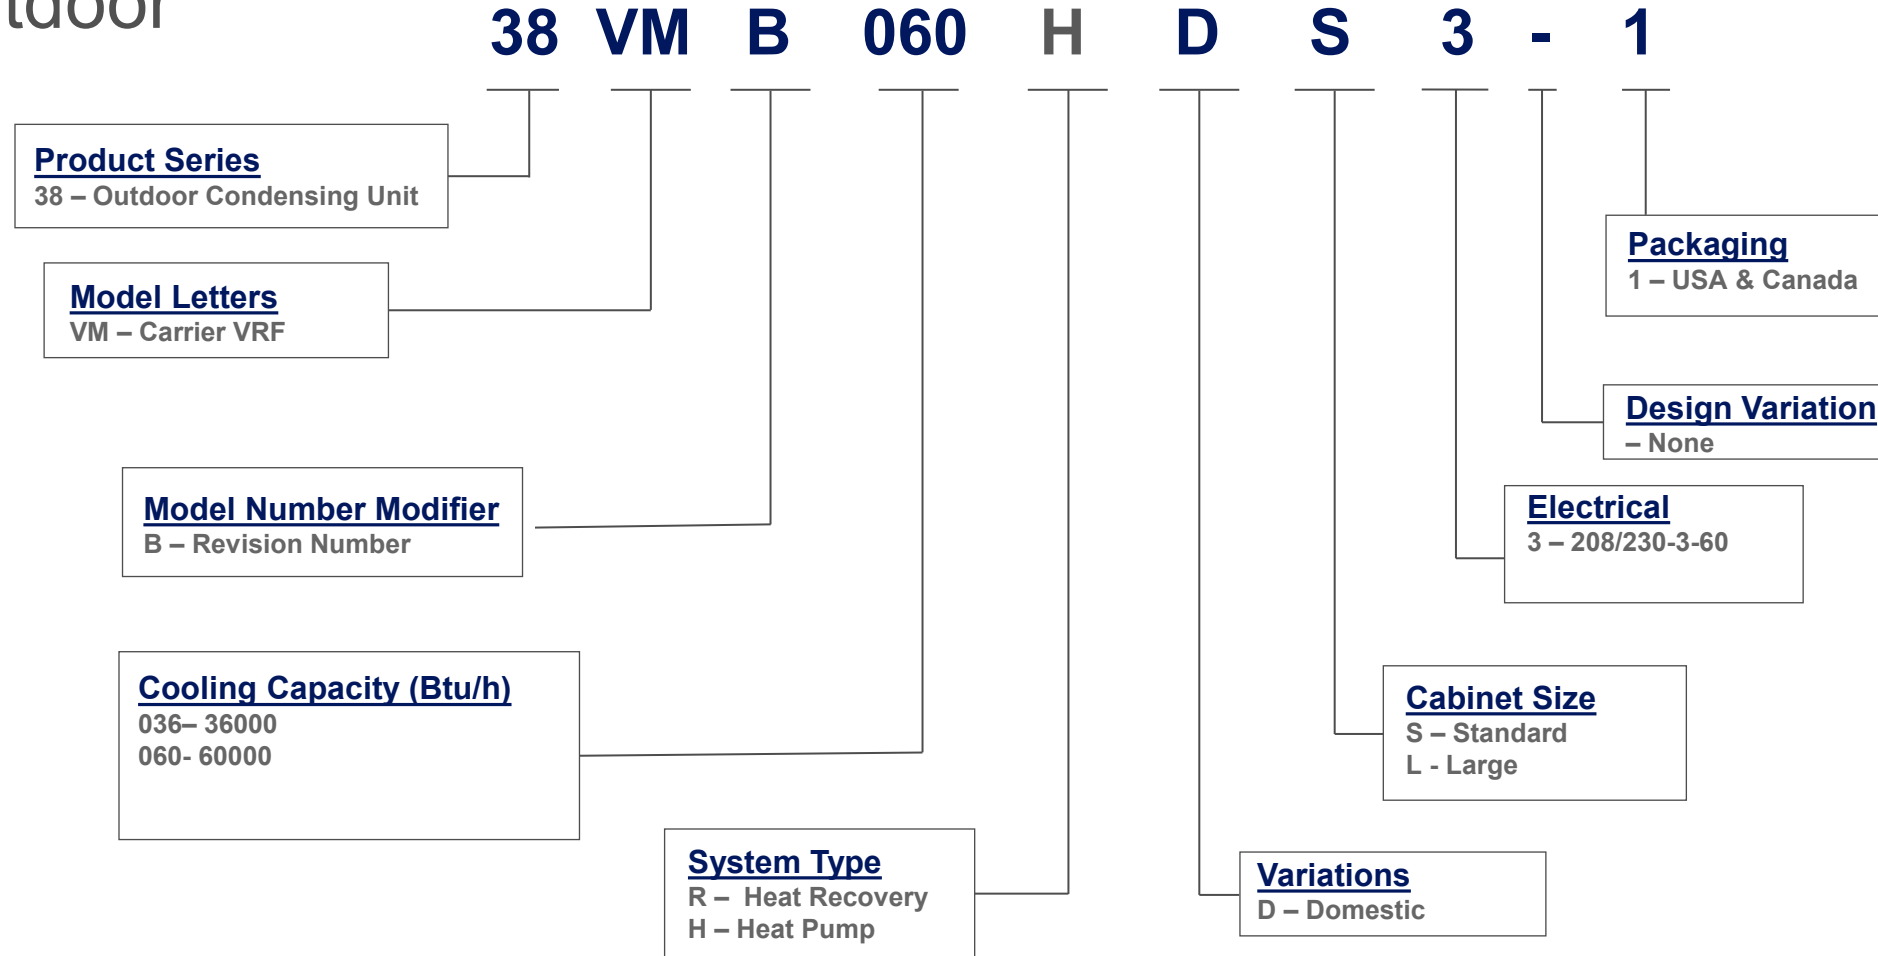 tdoor
38 VM B 060 H D S 3 - 1
Product Series
38 – Outdoor Condensing Unit
Model Letters
VM – Carrier VRF
Model Number Modifier
B – Revision Number
Cooling Capacity (Btu/h)
036– 36000
060- 60000
System Type
R – Heat Recovery
H – Heat Pump
Variations
D – Domestic
Cabinet Size
S – Standard
L - Large
Electrical
3 – 208/230-3-60
Design Variation
– None
Packaging
1 – USA & Canada